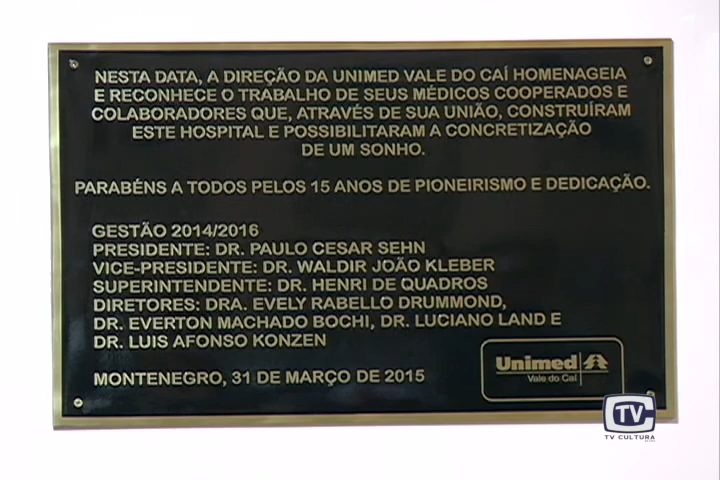 NESTA DATA, A DIREÇÃO DA UNIMED VALE DO CAÍ HOMENAGEIA
E RECONHECE O TRABALHO DE SEUS MÉDICOS COOPERADOS E
COLABORADORES QUE, ATRAVÉS DE SUA UNIÃO, CONSTRUÍRAM
ESTE HOSPITAL E POSSIBILITARAM A CONCRETIZAÇÃO
DE UM SONHO.
PARABÉNS A TODOS PELOS 15 ANOS DE PIONEIRISMO E DEDICAÇÃO.
GESTÃO 2014/2016
PRESIDENTE: DR. PAULO CESAR SEHN
VICE-PRESIDENTE: DR. WALDIR JOÃO KLEBER
SUPERINTENDENTE: DR. HENRI DE QUADROS
DIRETORES: DRA. EVELY RABELLO DRUMMOND,
DR. EVERTON MACHADO BOCHI, DR. LUCIANO LAND E
DR. LUIS AFONSO KONZEN
MONTENEGRO, 31 DE MARÇO DE 2015
Unimed
Vale do Caí
TV
TV CULTURA